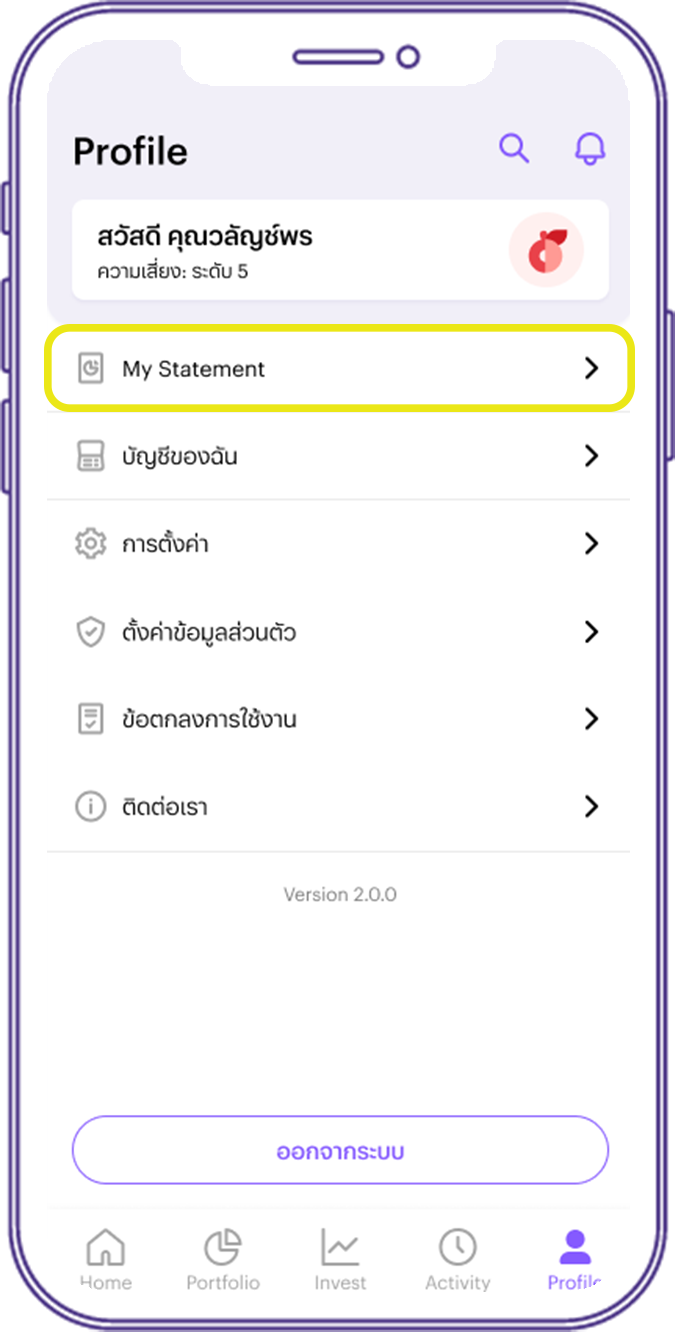 Profile
สวัสดี คุณวลัญช์พร
ความเสี่ยง: ระดับ 5
My Statement
บัญชีของฉัน
การตั้งค่า
ตั้งค่าข้อมูลส่วนตัว
ข้อตกลงการใช้งาน
ติดต่อเรา
Version 2.0.0
ออกจากระบบ
Home Portfolio Invest Activity Profile